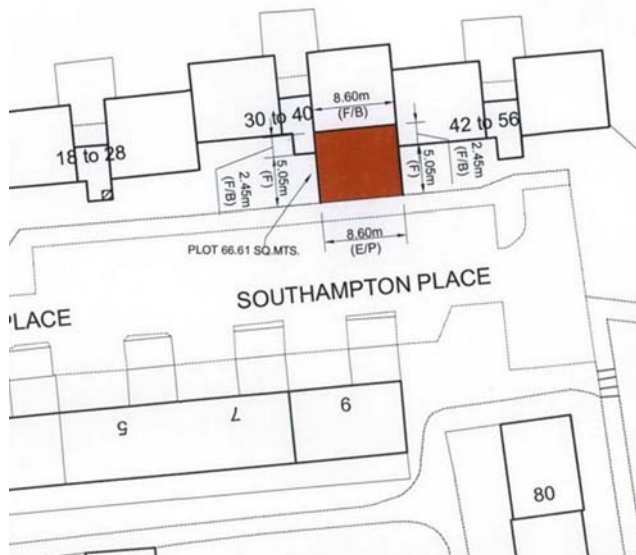 8.60m
(F/B)
30 to 40
42 to 56
18 to 28
2.45m
(F/B)
5.05m
(F)
5.05m
(F)
2.45m
(F/B)
PLOT 66.61 SQ.MTS.
8.60m
(E/P)
SOUTHAMPTON PLACE
PLACE
5
7
9
80